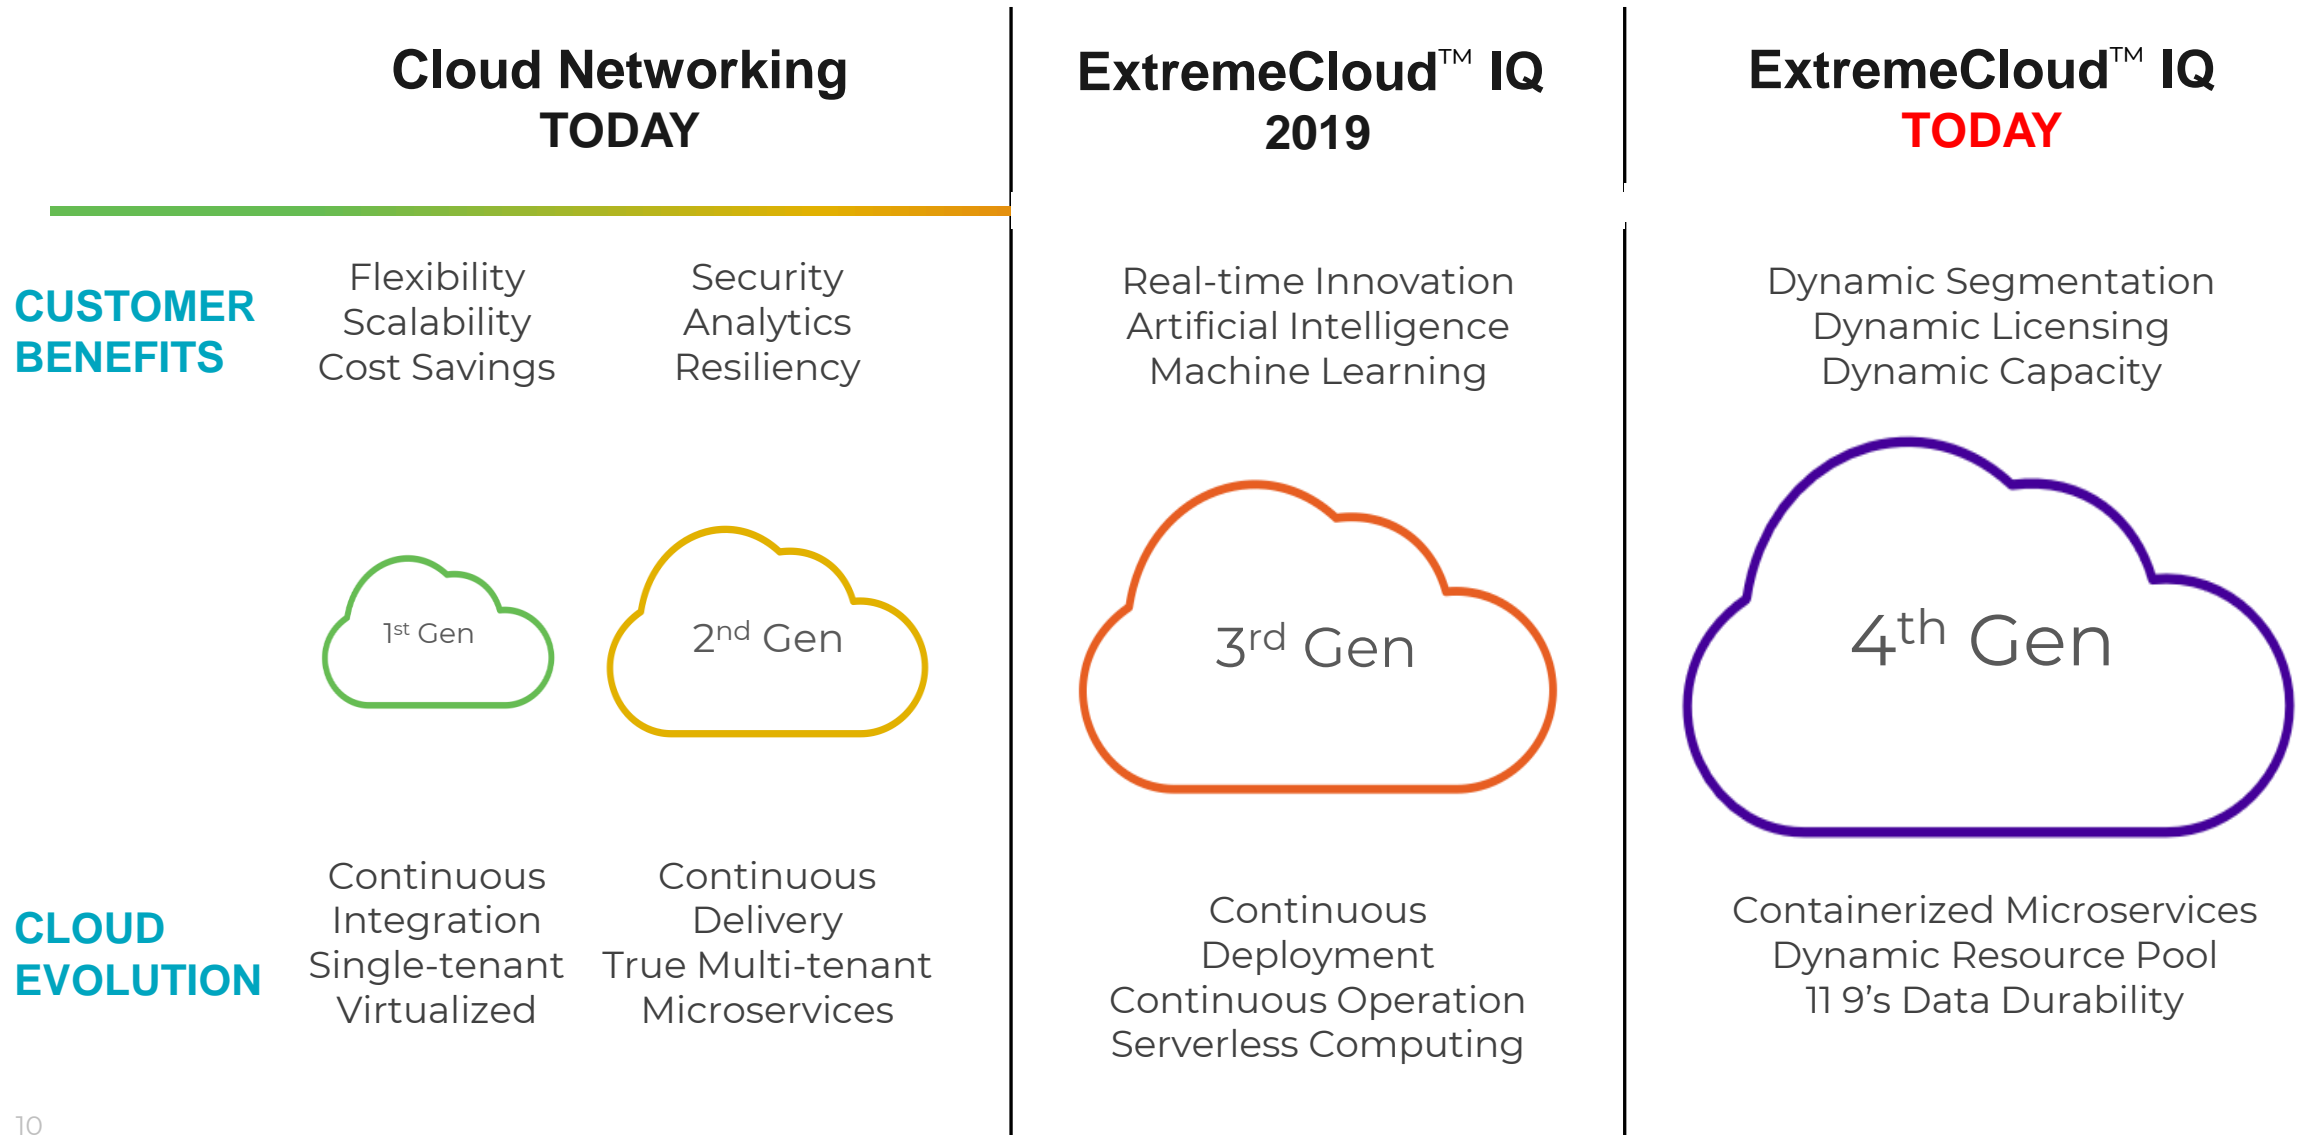 Cloud Networking
TODAY
ExtremeCloud™ IQ
2019
ExtremeCloud™ IQ
TODAY
CUSTOMER
BENEFITS
Flexibility
Scalability
Cost Savings
Security
Analytics
Resiliency
Real-time Innovation
Artificial Intelligence
Machine Learning
Dynamic Segmentation
Dynamic Licensing
Dynamic Capacity
1st Gen
2nd Gen
3rd Gen
4th Gen
CLOUD
EVOLUTION
Continuous
Integration
Single-tenant
Virtualized
Continuous
Delivery
True Multi-tenant
Microservices
Continuous
Deployment
Continuous Operation
Serverless Computing
Containerized Microservices
Dynamic Resource Pool
11 9’s Data Durability
10